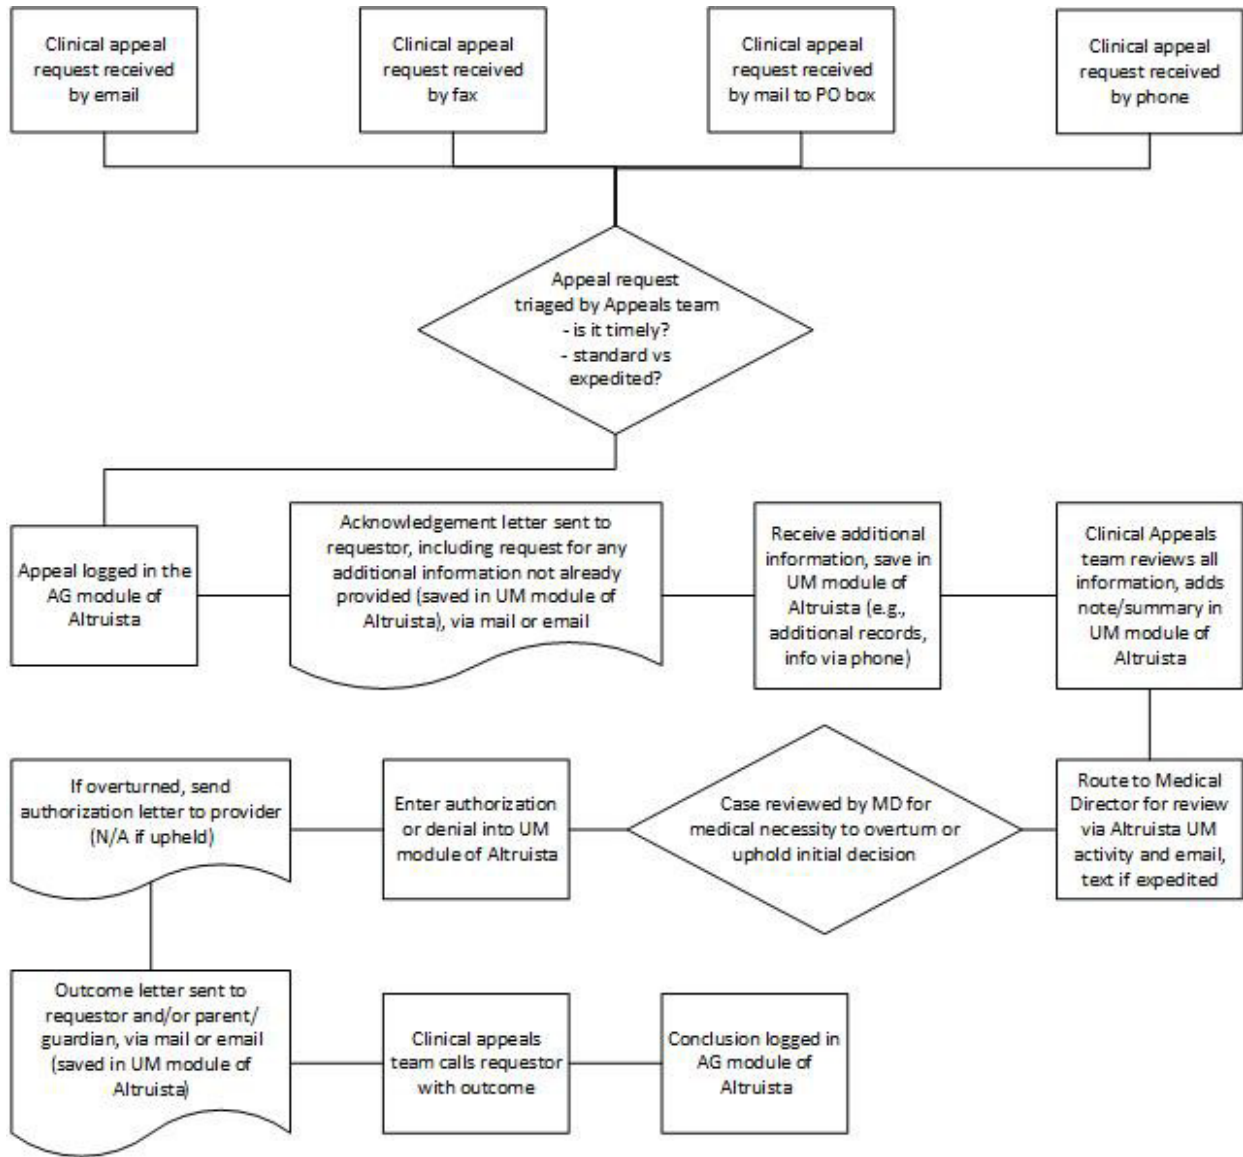 Clinical appeal
request received
by email
Clinical appeal
request received
by fax
Clinical appeal
request received
by mail to PO box
Clinical appeal
request received
by phone
Appeal request
triaged by Appeals team
- is it timely?
- standard vs
expedited?
Appeal logged in the
AG module of
Altruista
Acknowledgement letter sent to
requestor, including request for any
additional information not already
provided (saved in UM module of
Altruista), via mail or email
Receive additional
information, save in
UM module of
Altruista (e.g.,
additional records,
info via phone)
Clinical Appeals
team reviews all
information, adds
note/summary in
UM module of
Altruista
If overturned, send
authorization letter to provider
(N/A if upheld)
Enter authorization
or denial into UM
module of Altruista
Case reviewed by MD for
medical necessity to overturn or
uphold initial decision
Route to Medical
Director for review
via Altruista UM
activity and email,
text if expedited
Outcome letter sent to
requestor and/or parent/
guardian, via mail or email
(saved in UM module of
Altruista)
Clinical appeals
team calls requestor
with outcome
Conclusion logged in
AG module of
Altruista